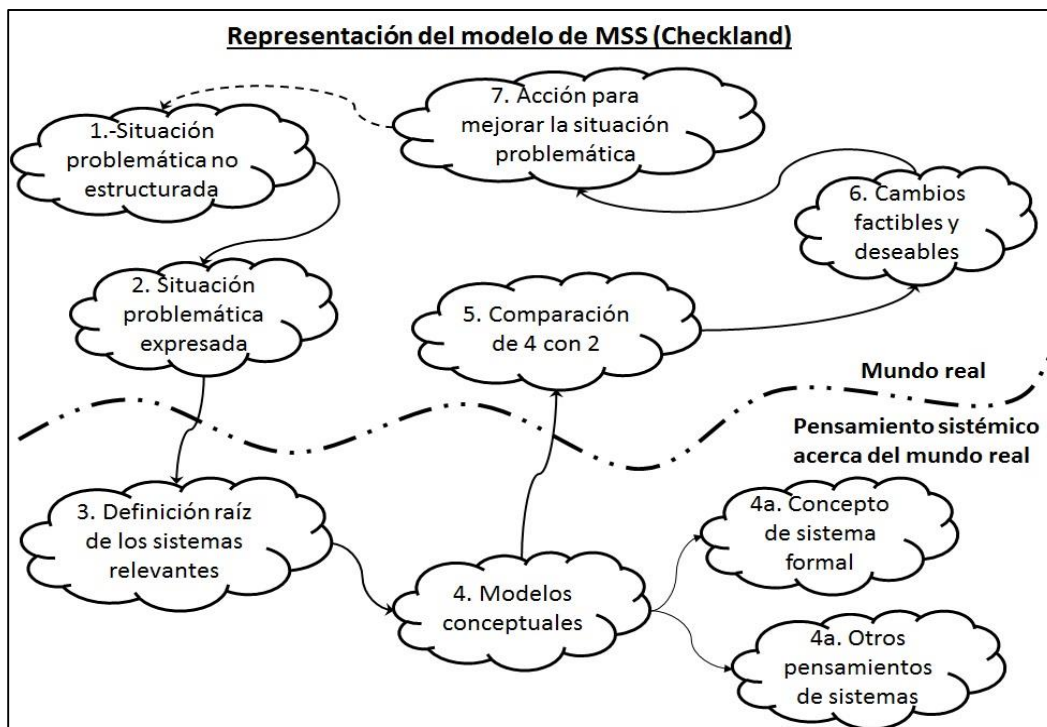 Representación del modelo de MSS (Checkland)
1.-Situación
problemática no
estructurada
2. Situación
problemática
expresada
3. Definición raíz
de los sistemas
relevantes
4. Modelos
conceptuales
4a. Concepto
de sistema
formal
4a. Otros
pensamientos
de sistemas
5. Comparación
de 4 con 2
6. Cambios
factibles y
deseables
7. Acción para
mejorar la situación
problemática
Mundo real
Pensamiento sistémico
acerca del mundo real